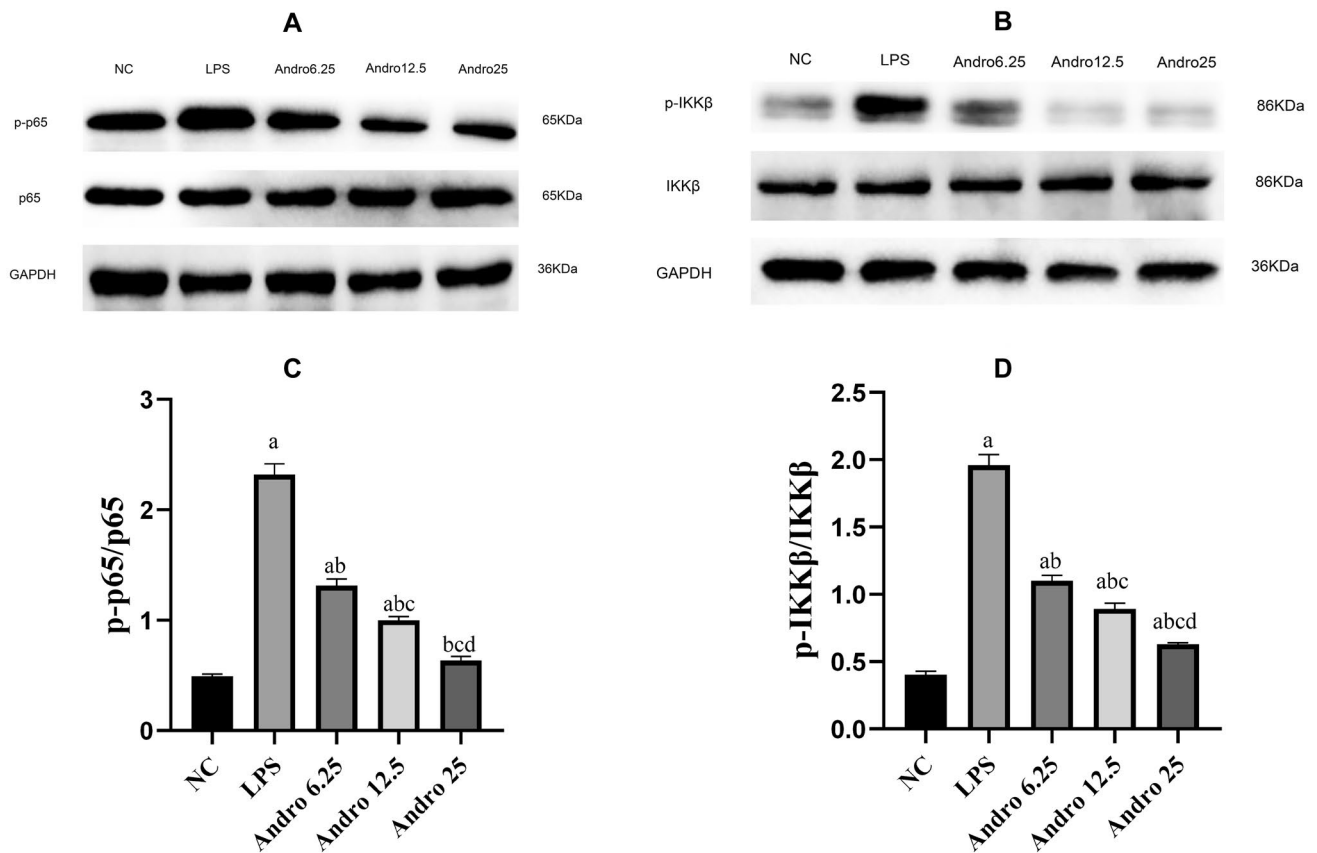 A
NC LPS Andro6.25 Andro12.5 Andro25
p-p65 65KDa
p65 65KDa
GAPDH 36KDa
B
NC LPS Andro6.25 Andro12.5 Andro25
p-IKKβ 86KDa
IKKβ 86KDa
GAPDH 36KDa
C
p-p65/p65
3
2
1
0
a
ab
abc
bcd
NC LPS Andro 6.25 Andro 12.5 Andro 25
D
p-IKKβ/IKKβ
2.5
2.0
1.5
1.0
0.5
0.0
a
ab
abc
abcd
NC LPS Andro 6.25 Andro 12.5 Andro 25